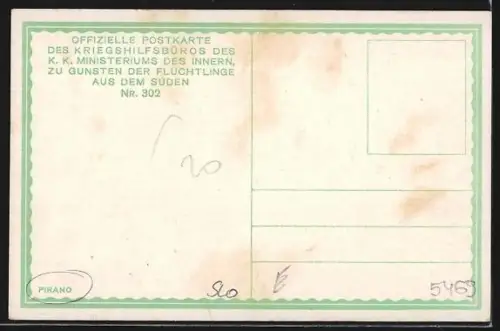 OFFIZIELLE POSTKARTE
DES KRIEGSHILFSBÜROS DES
K. K. MINISTERIUMS DES INNERN,
ZU GUNSTEN DER FLÜCHTLINGE
AUS DEM SÜDEN
NR. 302
20
PIRANO
SLO
E
5469